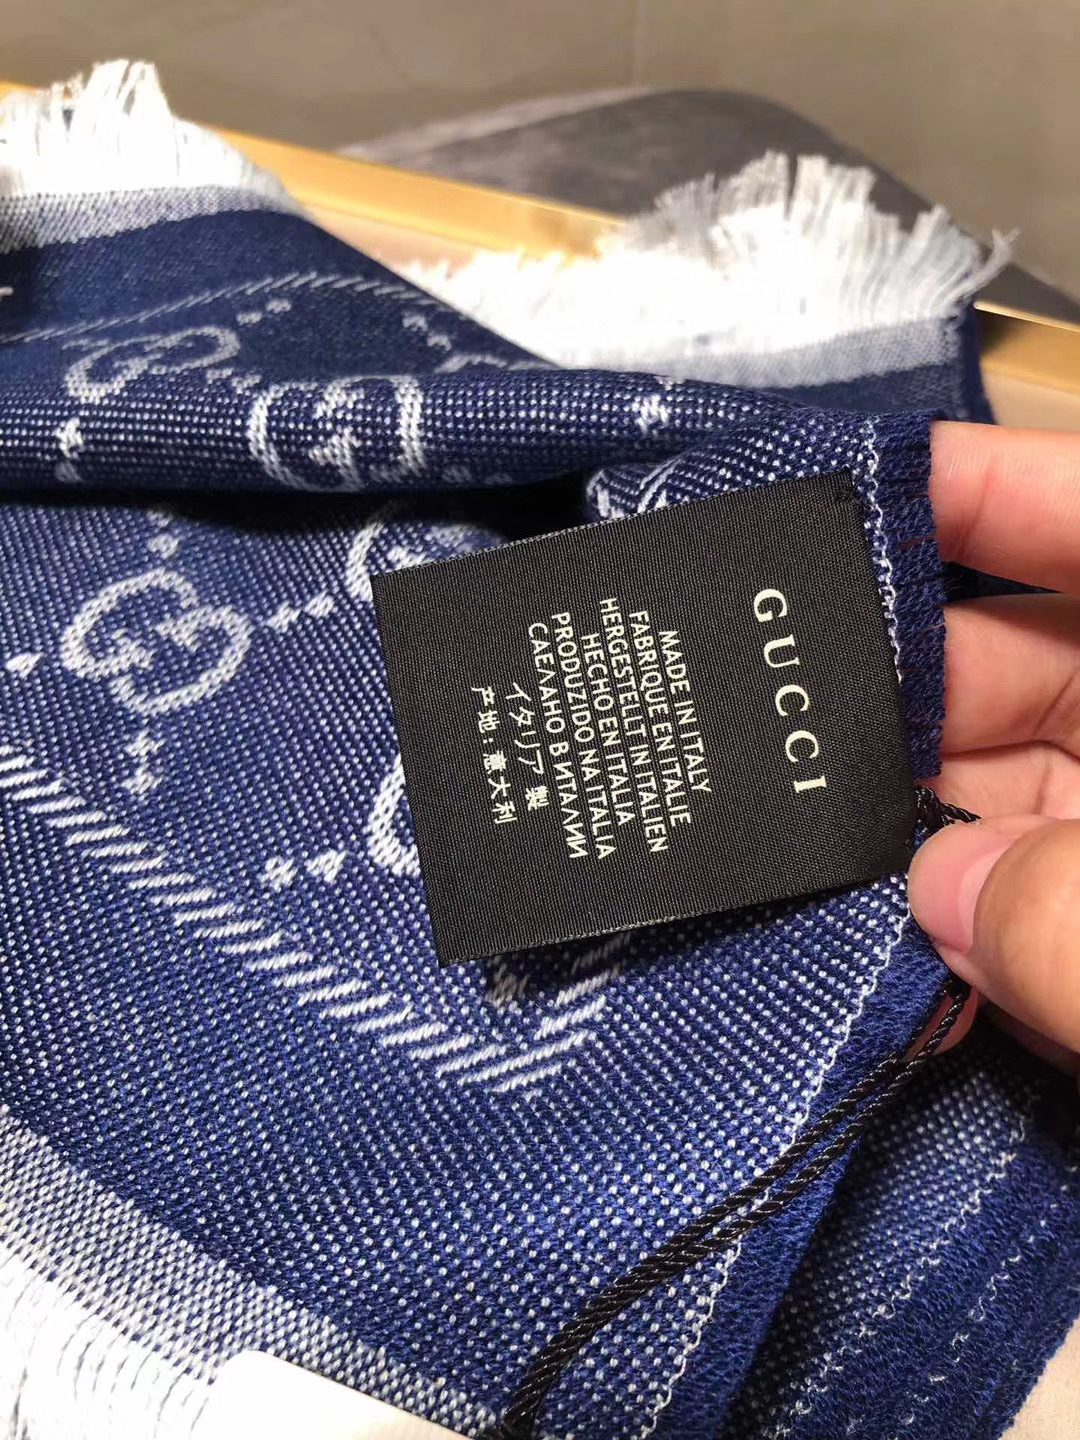 GUCCI
MADE IN ITALY
FABRIQUE EN ITALIE
HERGESTELLT IN ITALIEN
HECHO EN ITALIA
PRODUZIDO NA ITALIA
СДЕЛАНО В ИТАЛИИ
イタリア製
产地:意大利